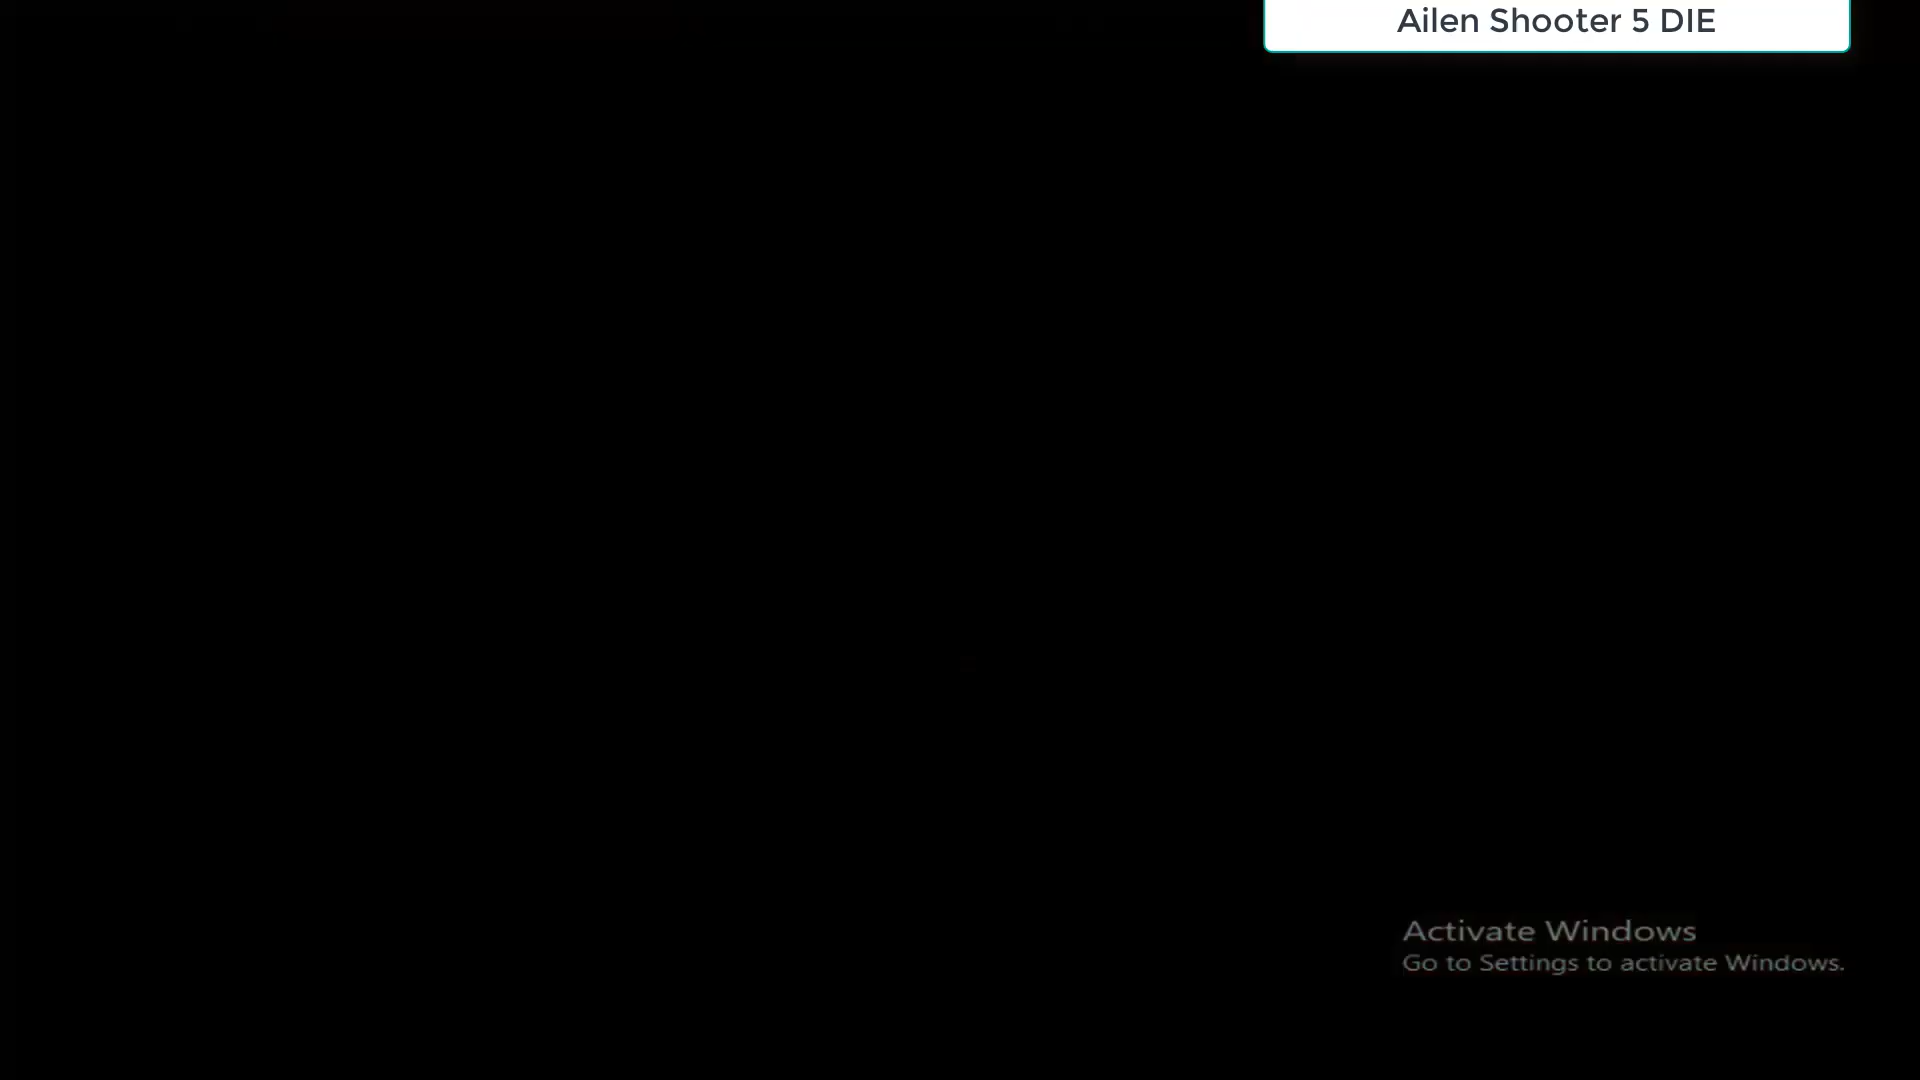 Ailen Shooter 5 DIE
Activate Windows
Go to Settings to activate Windows.